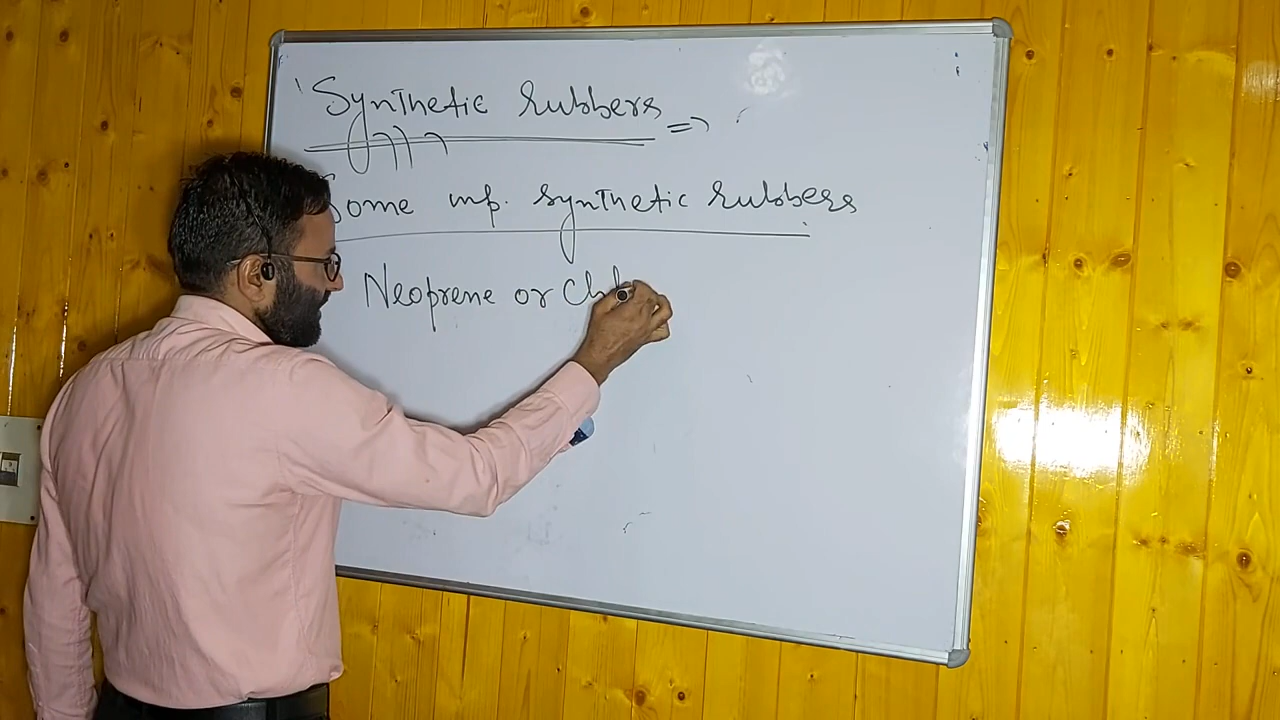 Synthetic rubbers =>
Some imp. synthetic rubbers
Neoprene or